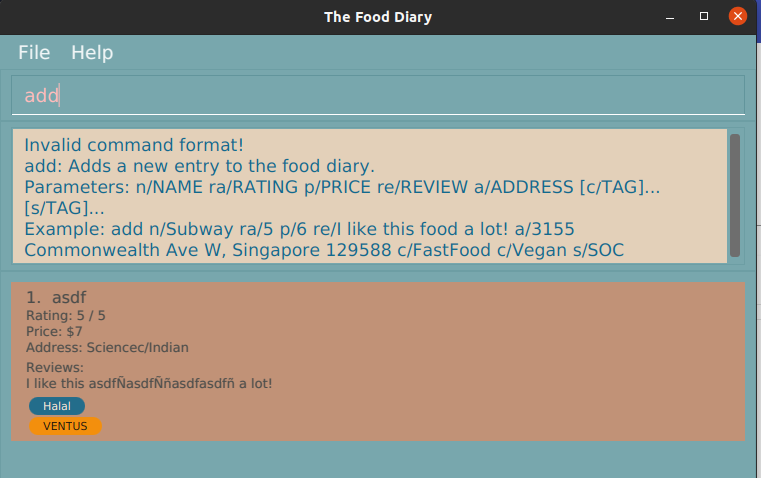 The Food Diary
File Help
add
Invalid command format!
add: Adds a new entry to the food diary.
Parameters: n/NAME ra/RATING p/PRICE re/REVIEW a/ADDRESS [c/TAG]...
[s/TAG]...
Example: add n/Subway ra/5 p/6 re/I like this food a lot! a/3155
Commonwealth Ave W, Singapore 129588 c/FastFood c/Vegan s/SOC
1. asdf
Rating: 5 / 5
Price: $7
Address: Sciencec/Indian
Reviews:
I like this asdfÑasdfÑñasdfasdfñ a lot!
Halal
VENTUS